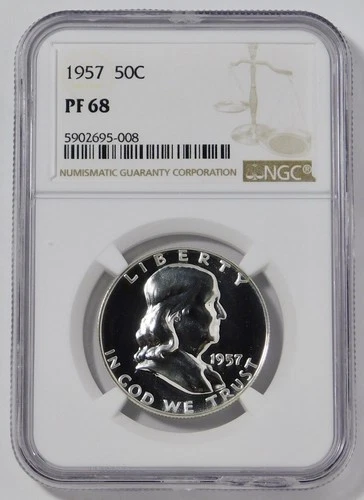 1957 50C
PF 68
5902695-008
NUMISMATIC GUARANTY CORPORATION
NGC®
LIBERTY
1957
IN GOD WE TRUST